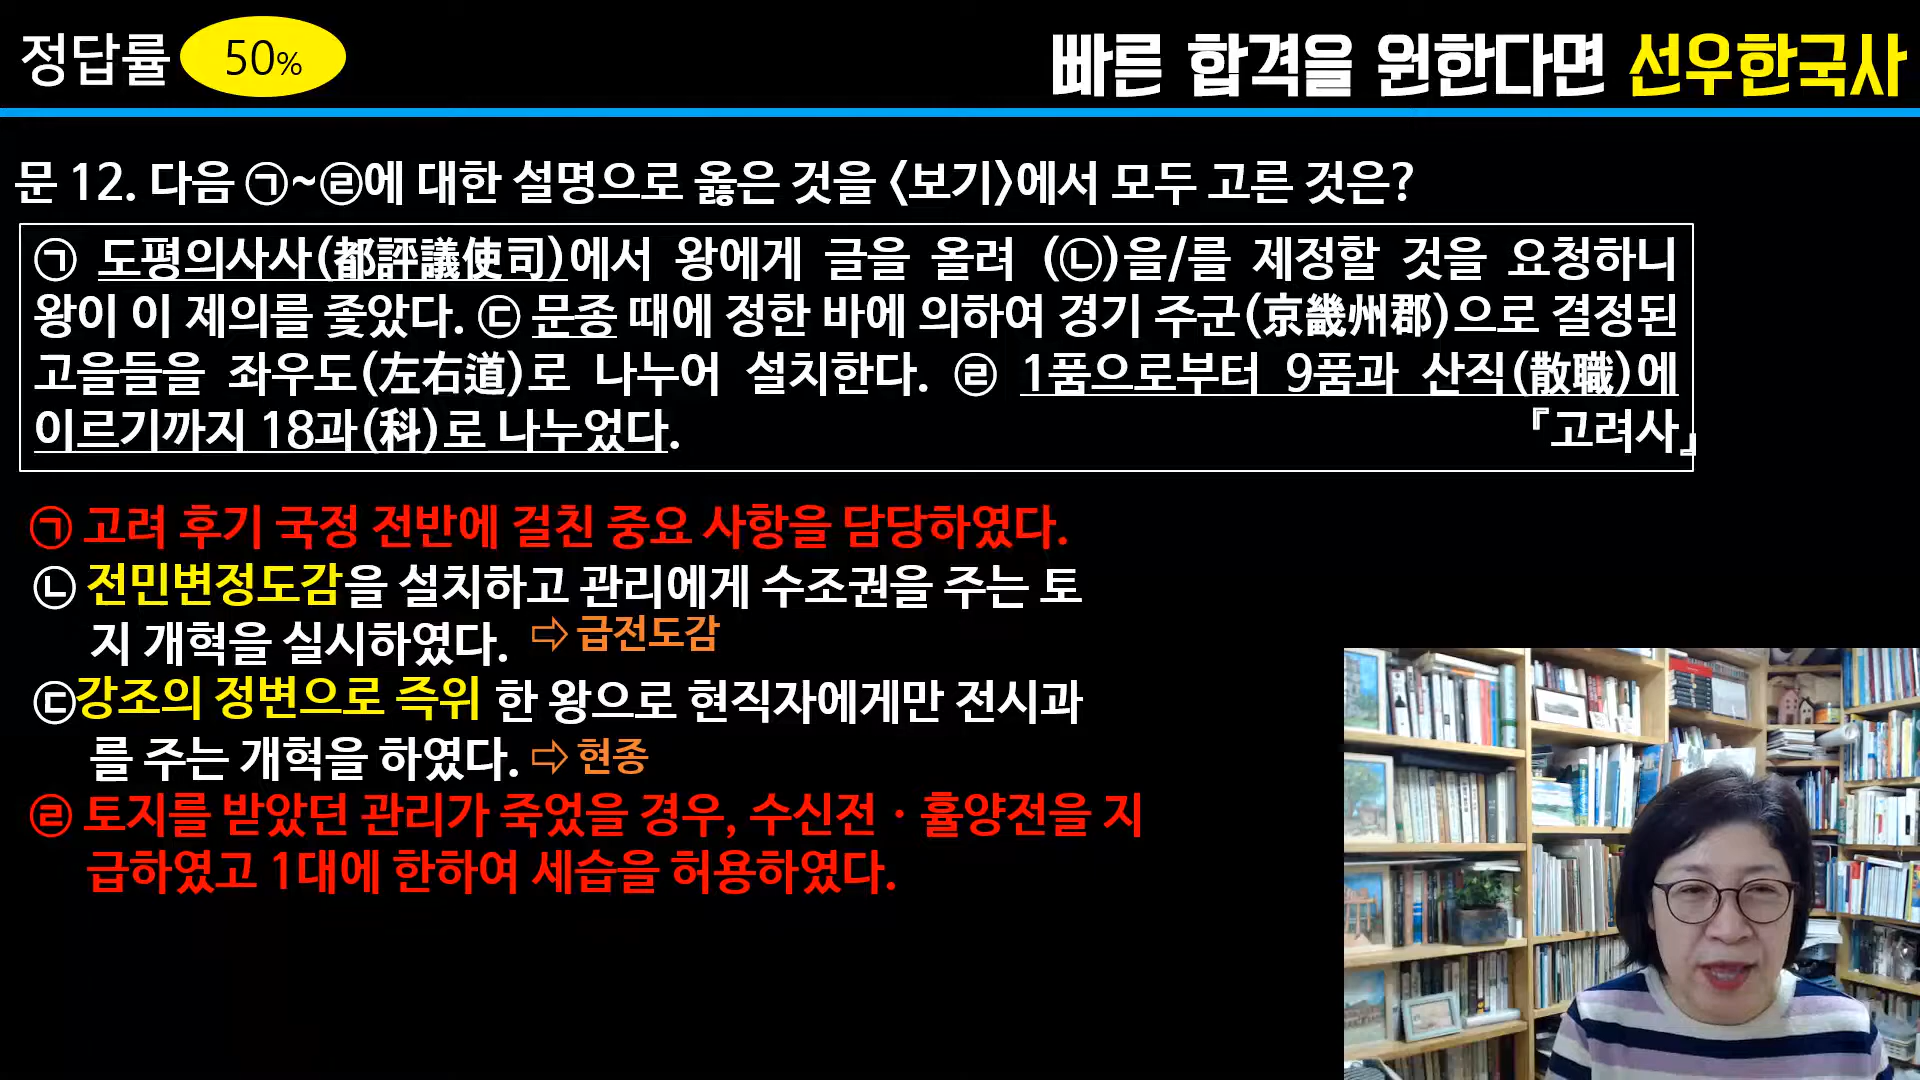 정답률 50%
빠른 합격을 원한다면 선우한국사
문 12. 다음 ㉠~㉣에 대한 설명으로 옳은 것을 <보기>에서 모두 고른 것은?
㉠ 도평의사사(都評議使司)에서 왕에게 글을 올려 (㉡)을/를 제정할 것을 요청하니
왕이 이 제의를 좇았다. ㉢ 문종 때에 정한 바에 의하여 경기 주군(京畿州郡)으로 결정된
고을들을 좌우도(左右道)로 나누어 설치한다. ㉣ 1품으로부터 9품과 산직(散職)에
이르기까지 18과(科)로 나누었다. 『고려사』
㉠ 고려 후기 국정 전반에 걸친 중요 사항을 담당하였다.
㉡ 전민변정도감을 설치하고 관리에게 수조권을 주는 토
지 개혁을 실시하였다. ⇨ 급전도감
㉢강조의 정변으로 즉위 한 왕으로 현직자에게만 전시과
를 주는 개혁을 하였다. ⇨ 현종
㉣ 토지를 받았던 관리가 죽었을 경우, 수신전 · 휼양전을 지
급하였고 1대에 한하여 세습을 허용하였다.